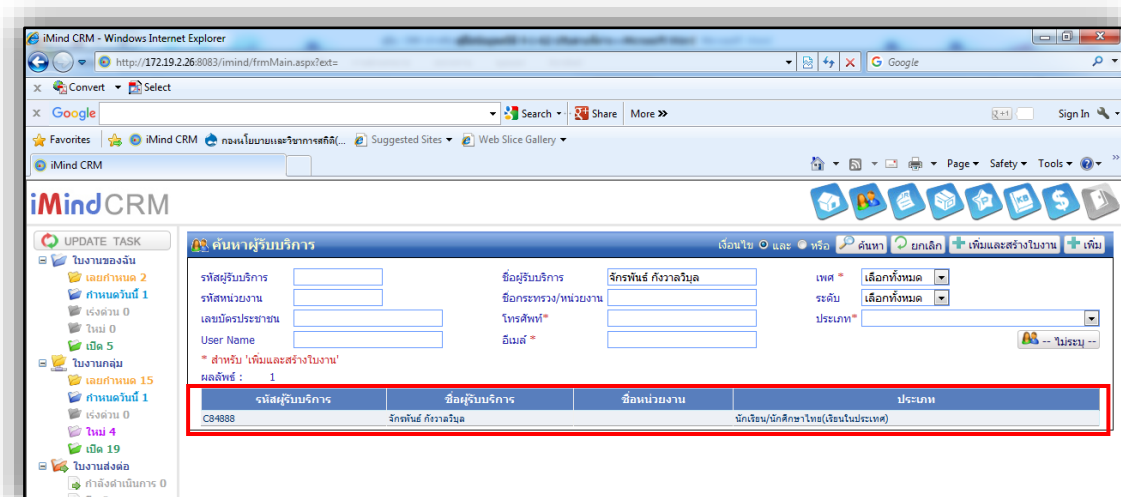 iMind CRM - Windows Internet Explorer
http://172.19.2.26:8083/imind/frmMain.aspx?ext=
Google
x Convert Select
x Google Search Share More >> Sign In
Favorites iMind CRM กองนโยบายและวิชาการสถิติ(... Suggested Sites Web Slice Gallery
iMind CRM Page Safety Tools
iMindCRM
UPDATE TASK
ใบงานของฉัน
เลยกำหนด 2
กำหนดวันนี้ 1
เร่งด่วน 0
ใหม่ 0
เปิด 5
ใบงานกลุ่ม
เลยกำหนด 15
กำหนดวันนี้ 1
เร่งด่วน 0
ใหม่ 4
เปิด 19
ใบงานส่งต่อ
กำลังดำเนินการ 0
ค้นหาผู้รับบริการ เงื่อนไข และ หรือ ค้นหา ยกเลิก เพิ่มและสร้างใบงาน เพิ่ม
รหัสผู้รับบริการ ชื่อผู้รับบริการ จักรพันธ์ กังวาลวิบุล เพศ * เลือกทั้งหมด
รหัสหน่วยงาน ชื่อกระทรวง/หน่วยงาน ระดับ เลือกทั้งหมด
เลขบัตรประชาชน โทรศัพท์* ประเภท*
User Name อีเมล์ * -- ไม่ระบุ --
* สำหรับ 'เพิ่มและสร้างใบงาน'
ผลลัพธ์ : 1
รหัสผู้รับบริการ ชื่อผู้รับบริการ ชื่อหน่วยงาน ประเภท
C84888 จักรพันธ์ กังวาลวิบุล นักเรียน/นักศึกษาไทย(เรียนในประเทศ)